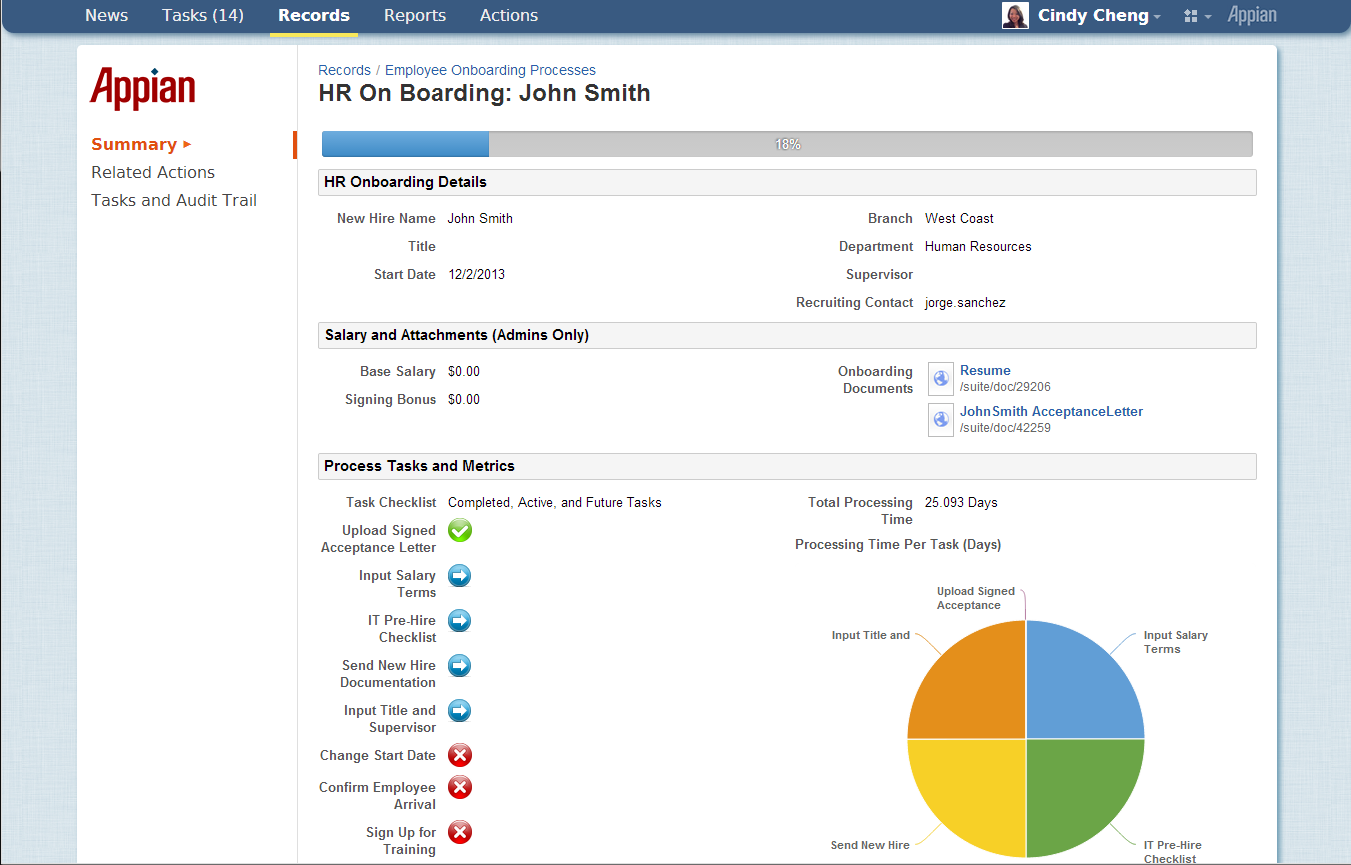 News Tasks (14) Records Reports Actions Cindy Cheng Appian
Appian
Summary
Related Actions
Tasks and Audit Trail
Records / Employee Onboarding Processes
HR On Boarding: John Smith
18%
HR Onboarding Details
New Hire Name John Smith
Title
Start Date 12/2/2013
Branch West Coast
Department Human Resources
Supervisor
Recruiting Contact jorge.sanchez
Salary and Attachments (Admins Only)
Base Salary $0.00
Signing Bonus $0.00
Onboarding
Documents
Resume
/suite/doc/29206
JohnSmith AcceptanceLetter
/suite/doc/42259
Process Tasks and Metrics
Task Checklist Completed, Active, and Future Tasks
Upload Signed
Acceptance Letter
Input Salary
Terms
IT Pre-Hire
Checklist
Send New Hire
Documentation
Input Title and
Supervisor
Change Start Date
Confirm Employee
Arrival
Sign Up for
Training
Total Processing 25.093 Days
Time
Processing Time Per Task (Days)
Upload Signed
Acceptance
Input Title and
Input Salary
Terms
Send New Hire
IT Pre-Hire
Checklist